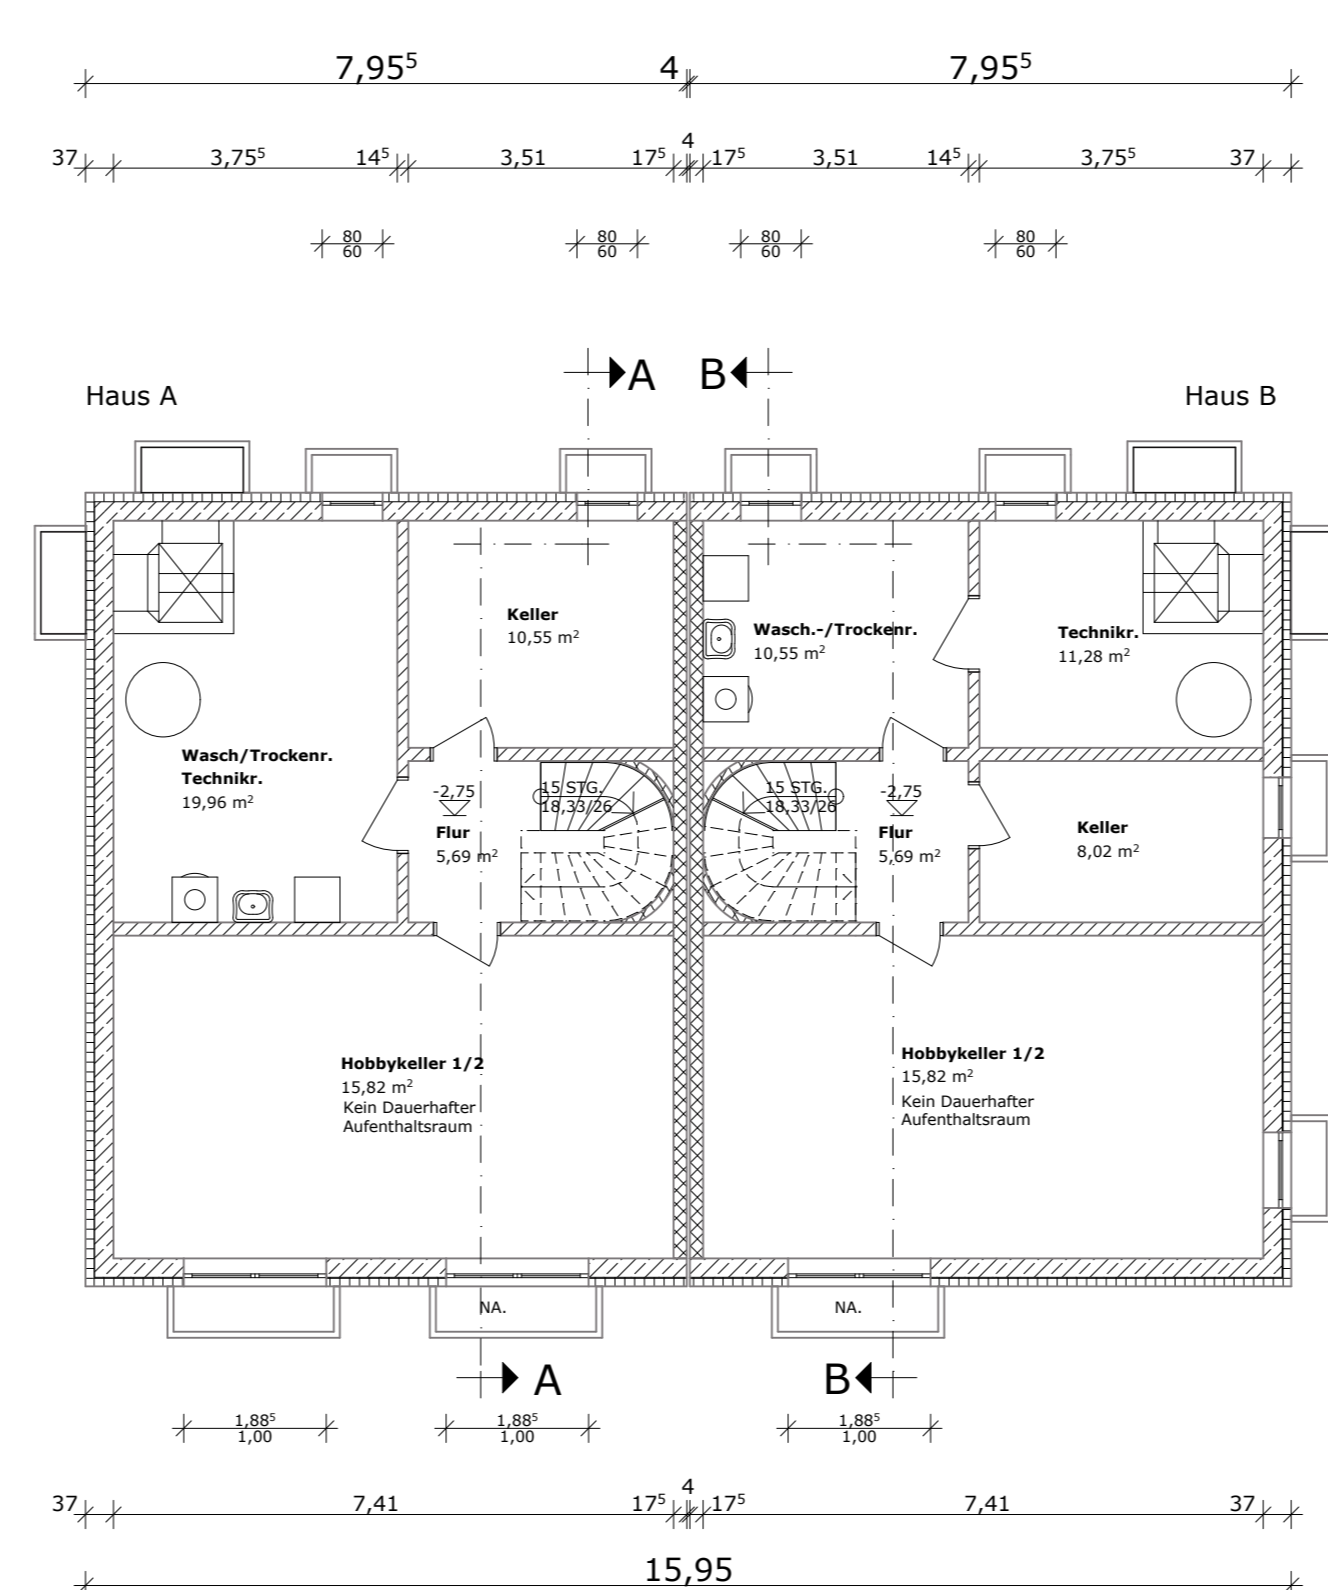 7,95⁵ 4 7,95⁵
4
37 3,75⁵ 14⁵ 3,51 17⁵ 17⁵ 3,51 14⁵ 3,75⁵ 37
80 80 80 80
60 60 60 60
A B
Haus A Haus B
Keller
10,55 m²
Wasch.-/Trockenr.
10,55 m²
Technikr.
11,28 m²
Wasch/Trockenr.
Technikr.
19,96 m²
-2,75
Flur
5,69 m²
15 STG.
18,33/26
15 STG.
18,33/26
-2,75
Flur
5,69 m²
Keller
8,02 m²
Hobbykeller 1/2
15,82 m²
Kein Dauerhafter
Aufenthaltsraum
Hobbykeller 1/2
15,82 m²
Kein Dauerhafter
Aufenthaltsraum
NA. NA.
A B
1,88⁵ 1,88⁵ 1,88⁵
1,00 1,00 1,00
4
37 7,41 17⁵ 17⁵ 7,41 37
15,95